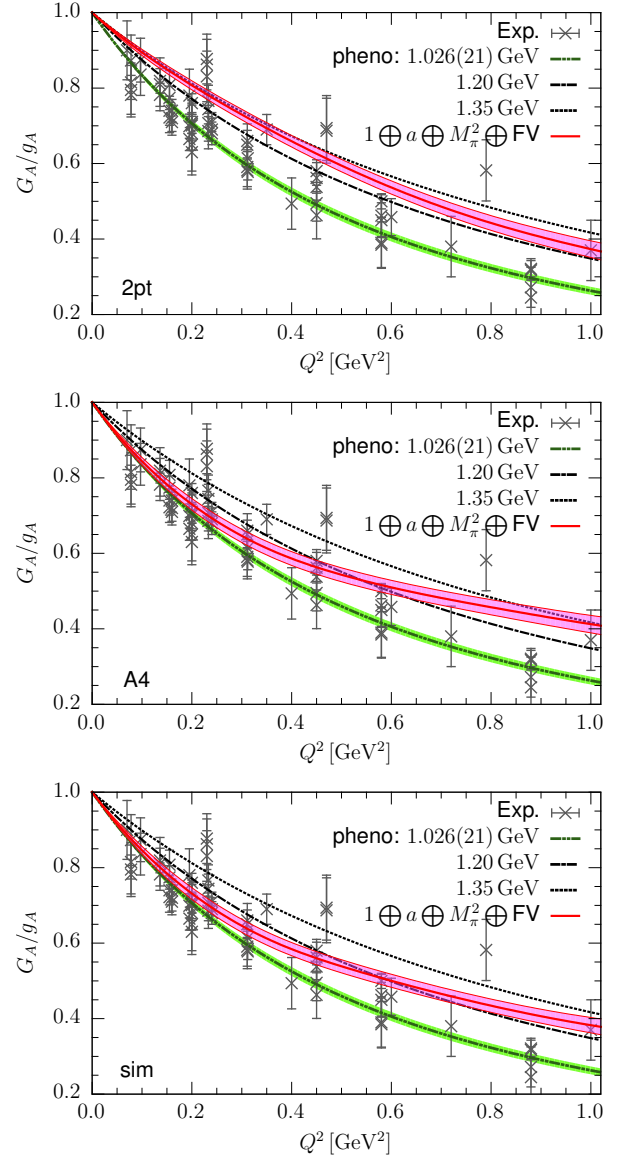 1.0
0.8
0.6
0.4
0.2
G_A/g_A
Exp.
pheno: 1.026(21) GeV
1.20 GeV
1.35 GeV
1 ⊕ a ⊕ M_π^2 ⊕ FV
2pt
0.0 0.2 0.4 0.6 0.8 1.0
Q^2 [GeV^2]
1.0
0.8
0.6
0.4
0.2
G_A/g_A
Exp.
pheno: 1.026(21) GeV
1.20 GeV
1.35 GeV
1 ⊕ a ⊕ M_π^2 ⊕ FV
A4
0.0 0.2 0.4 0.6 0.8 1.0
Q^2 [GeV^2]
1.0
0.8
0.6
0.4
0.2
G_A/g_A
Exp.
pheno: 1.026(21) GeV
1.20 GeV
1.35 GeV
1 ⊕ a ⊕ M_π^2 ⊕ FV
sim
0.0 0.2 0.4 0.6 0.8 1.0
Q^2 [GeV^2]